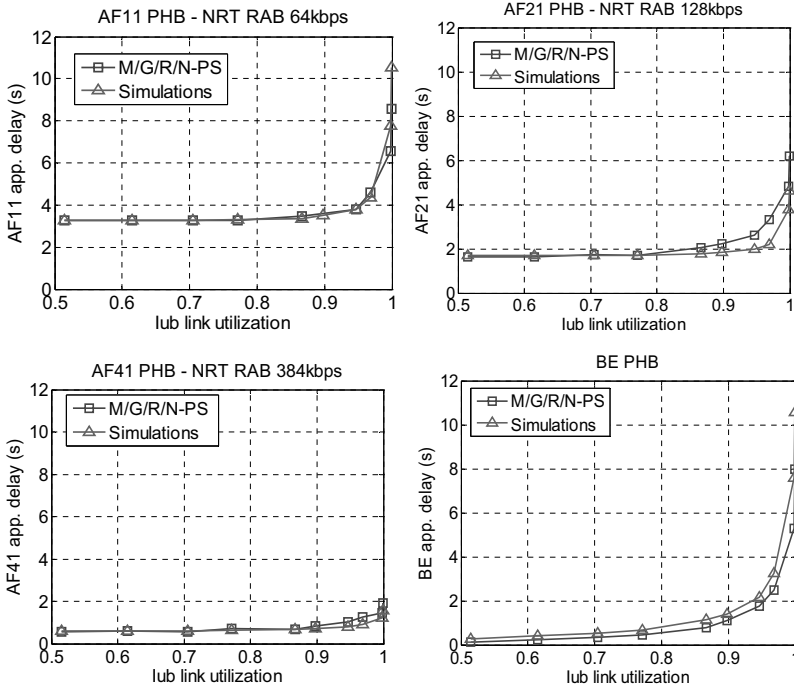 AF11 PHB - NRT RAB 64kbps
12
10
8
6
4
2
0
0.5
0.6
0.7
0.8
0.9
1
AF11 app. delay (s)
Iub link utilization
M/G/R/N-PS
Simulations
AF21 PHB - NRT RAB 128kbps
12
10
8
6
4
2
0
0.5
0.6
0.7
0.8
0.9
1
AF21 app. delay (s)
Iub link utilization
M/G/R/N-PS
Simulations
AF41 PHB - NRT RAB 384kbps
12
10
8
6
4
2
0
0.5
0.6
0.7
0.8
0.9
1
AF41 app. delay (s)
Iub link utilization
M/G/R/N-PS
Simulations
BE PHB
12
10
8
6
4
2
0
0.5
0.6
0.7
0.8
0.9
1
BE app. delay (s)
Iub link utilization
M/G/R/N-PS
Simulations